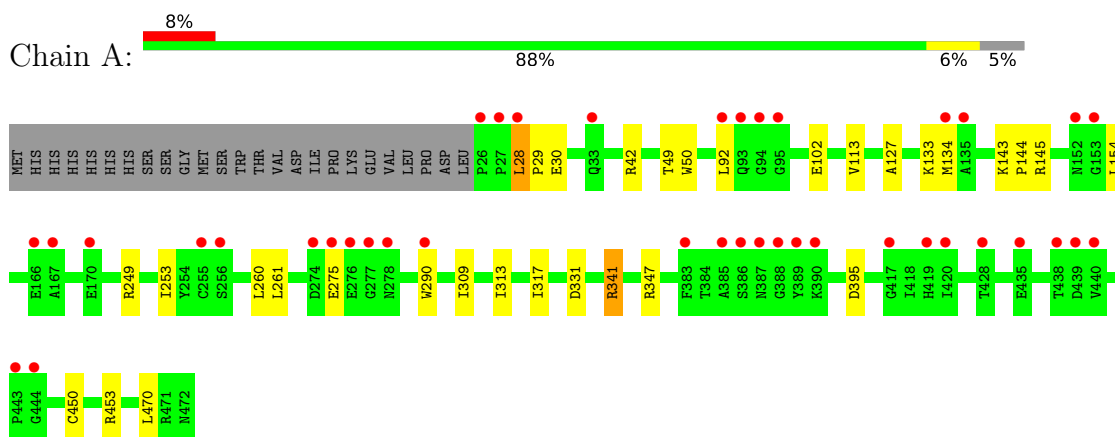 8%
Chain A:
88% 6% 5%
MET HIS HIS HIS HIS HIS HIS SER SER GLY MET SER TRP THR VAL ASP ILE PRO LYS GLU VAL LEU PRO ASP LEU P26 P27 L28 P29 E30 Q33 R42 T49 W50 L92 Q93 G94 G95 E102 V113 A127 K133 M134 A135 K143 P144 R145 N152 G153 L154
E166 A167 E170 R249 I253 Y254 C255 S256 L260 L261 D274 E275 E276 G277 N278 W290 I309 I313 I317 D331 R341 R347 F383 T384 A385 S386 N387 G388 Y389 K390 D395 G417 I418 H419 I420 T428 E435 T438 D439 V440
P443 G444 C450 R453 L470 R471 N472